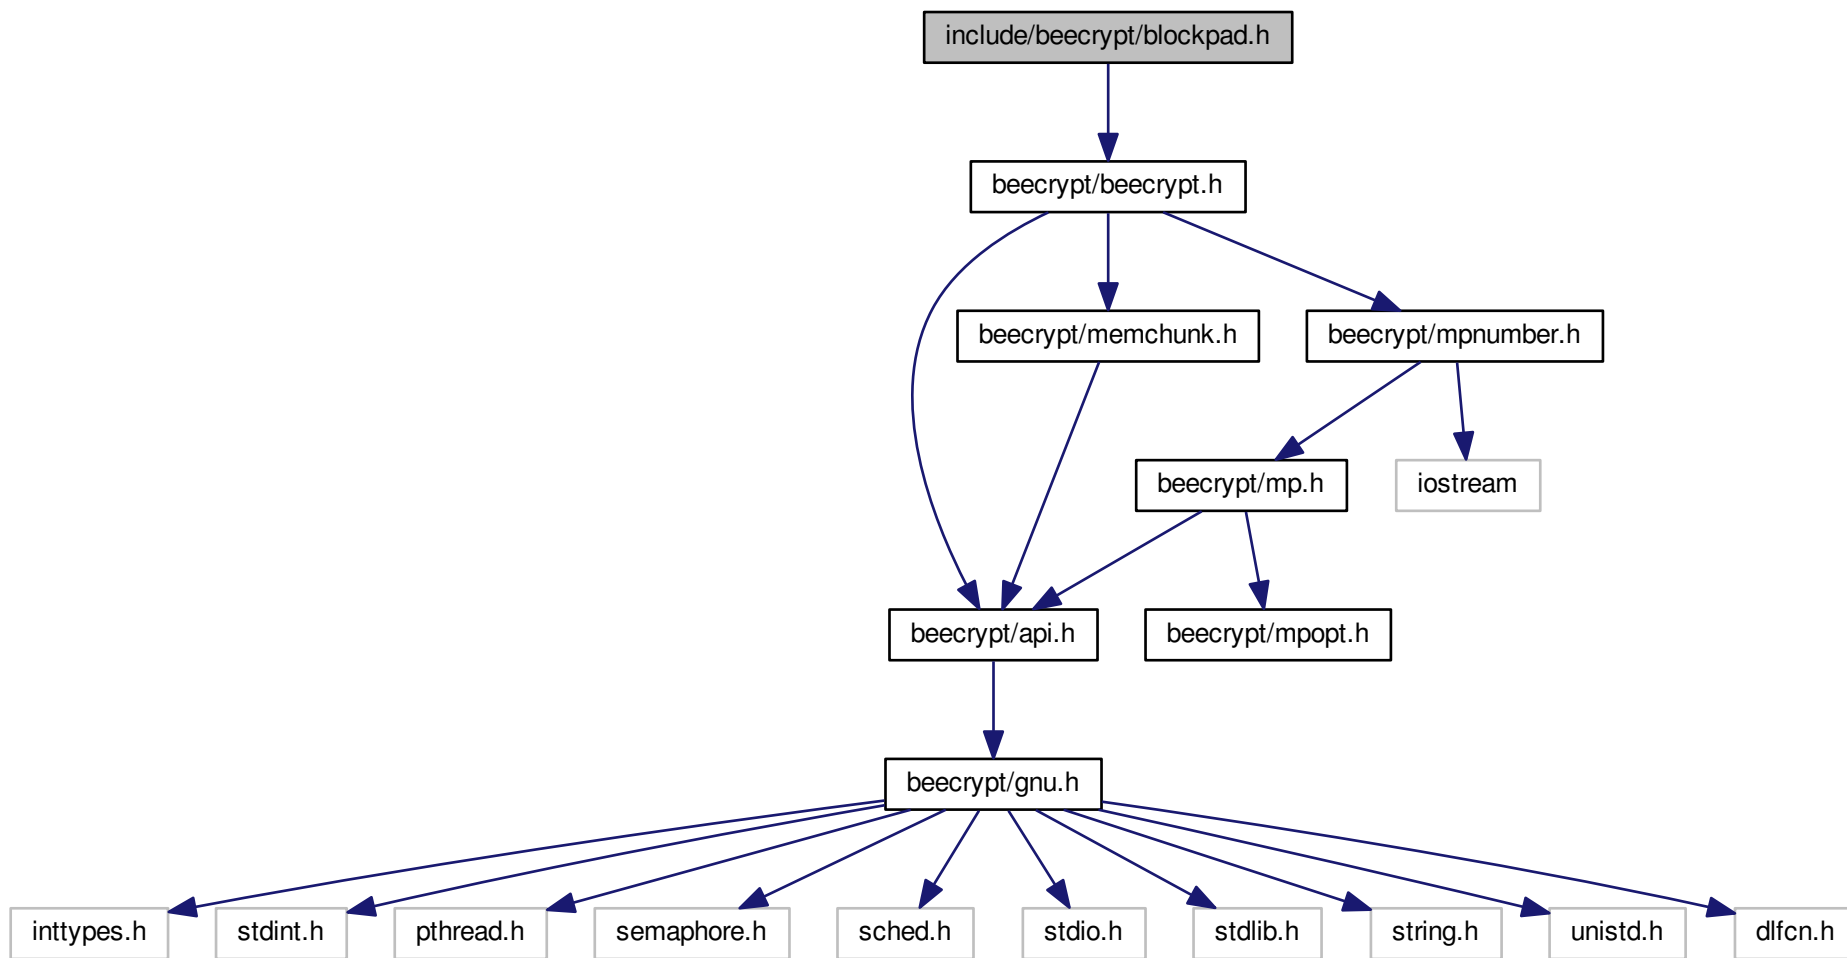 include/beecrypt/blockpad.h
beecrypt/beecrypt.h
beecrypt/memchunk.h
beecrypt/mpnumber.h
beecrypt/mp.h
iostream
beecrypt/api.h
beecrypt/mpopt.h
beecrypt/gnu.h
inttypes.h
stdint.h
pthread.h
semaphore.h
sched.h
stdio.h
stdlib.h
string.h
unistd.h
dlfcn.h